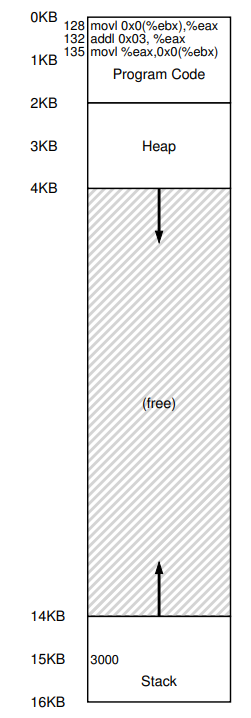 0KB
128 movl 0x0(%ebx),%eax
132 addl 0x03, %eax
135 movl %eax,0x0(%ebx)
1KB
Program Code
2KB
3KB Heap
4KB
(free)
14KB
15KB 3000
Stack
16KB